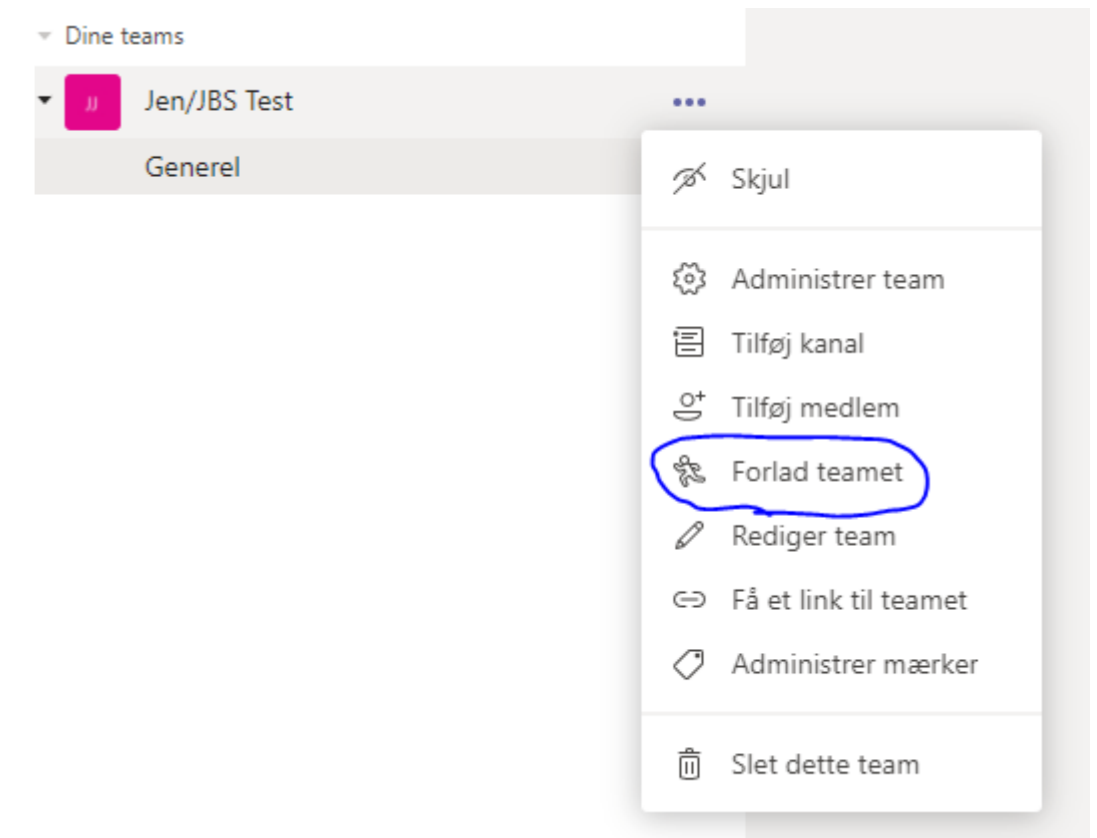 Dine teams
JJ
Jen/JBS Test
Generel
Skjul
Administrer team
Tilføj kanal
Tilføj medlem
Forlad teamet
Rediger team
Få et link til teamet
Administrer mærker
Slet dette team